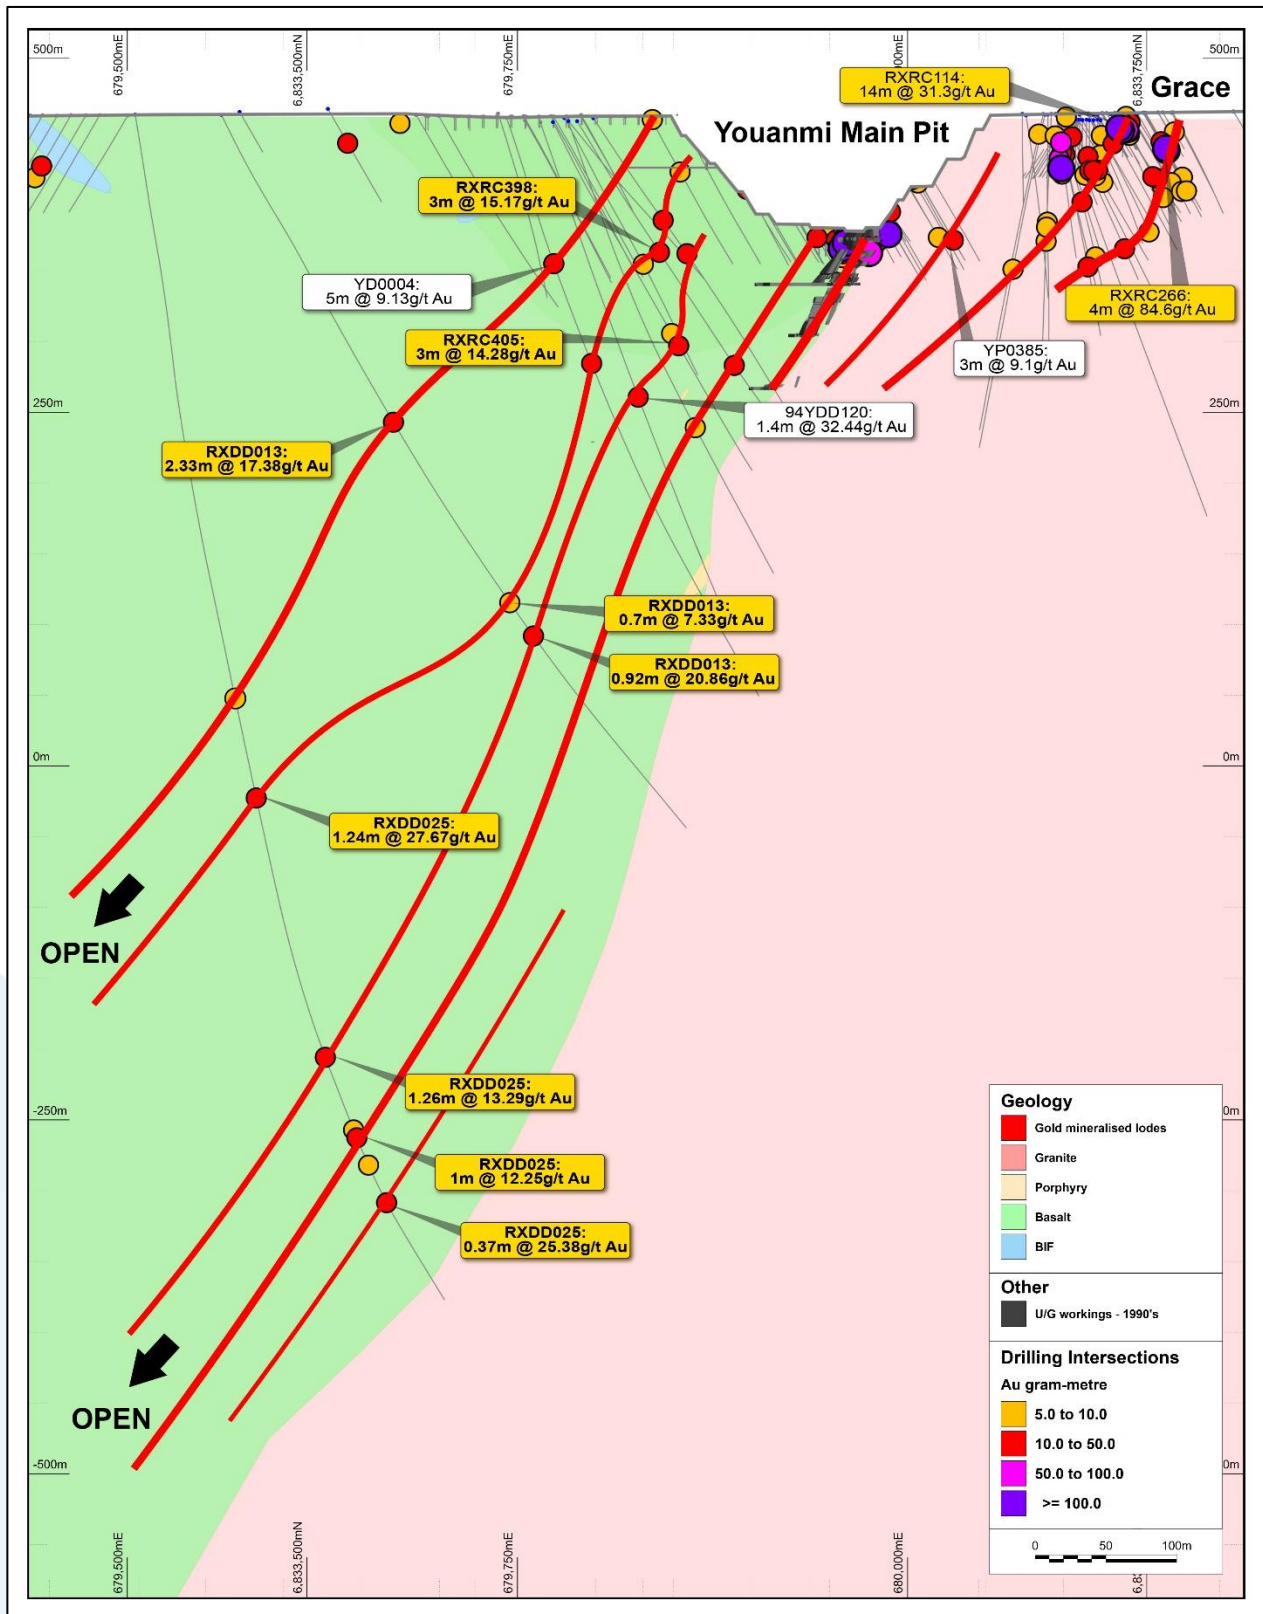 500m
679,500mE
6,833,500mN
679,750mE
6,833,750mN
500m
RXRC114:
14m @ 31.3g/t Au
Grace
Youanmi Main Pit
RXRC398:
3m @ 15.17g/t Au
YD0004:
5m @ 9.13g/t Au
RXRC266:
4m @ 84.6g/t Au
RXRC405:
3m @ 14.28g/t Au
YP0385:
3m @ 9.1g/t Au
250m
94YDD120:
1.4m @ 32.44g/t Au
RXDD013:
2.33m @ 17.38g/t Au
RXDD013:
0.7m @ 7.33g/t Au
RXDD013:
0.92m @ 20.86g/t Au
0m
0m
RXDD025:
1.24m @ 27.67g/t Au
OPEN
RXDD025:
1.26m @ 13.29g/t Au
-250m
RXDD025:
1m @ 12.25g/t Au
RXDD025:
0.37m @ 25.38g/t Au
OPEN
-500m
679,500mE
6,833,500mN
679,750mE
680,000mE
Geology
Gold mineralised lodes
Granite
Porphyry
Basalt
BIF
Other
U/G workings - 1990's
Drilling Intersections
Au gram-metre
5.0 to 10.0
10.0 to 50.0
50.0 to 100.0
>= 100.0
0 50 100m